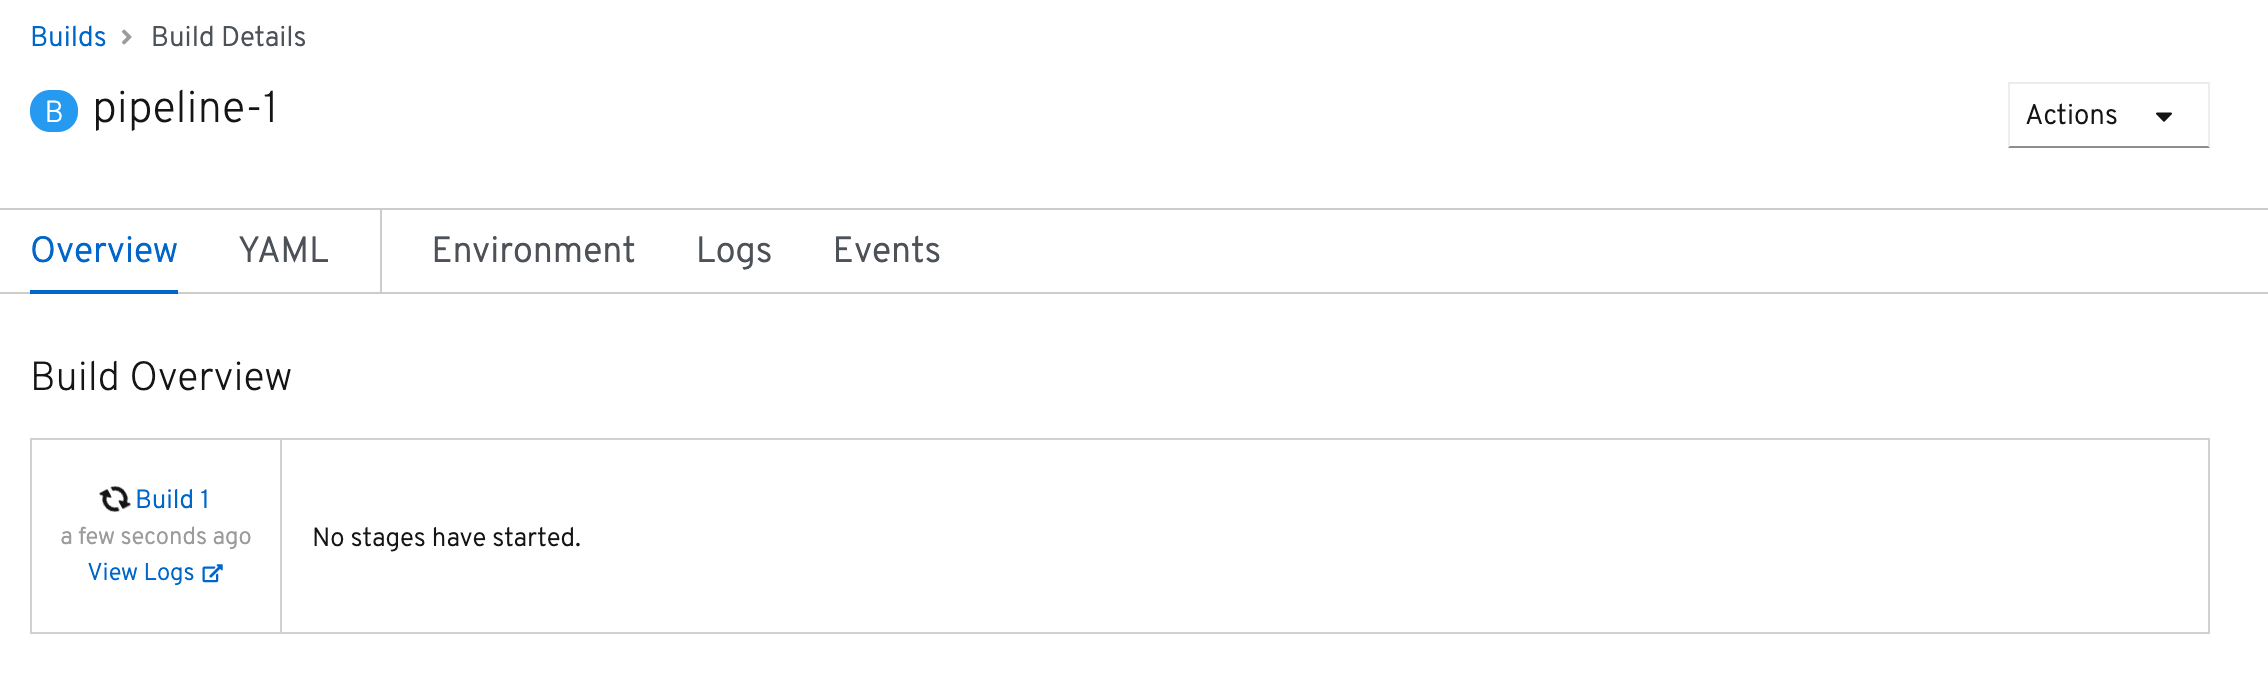 Builds > Build Details
B pipeline-1
Actions
Overview YAML Environment Logs Events
Build Overview
Build 1
a few seconds ago
View Logs
No stages have started.